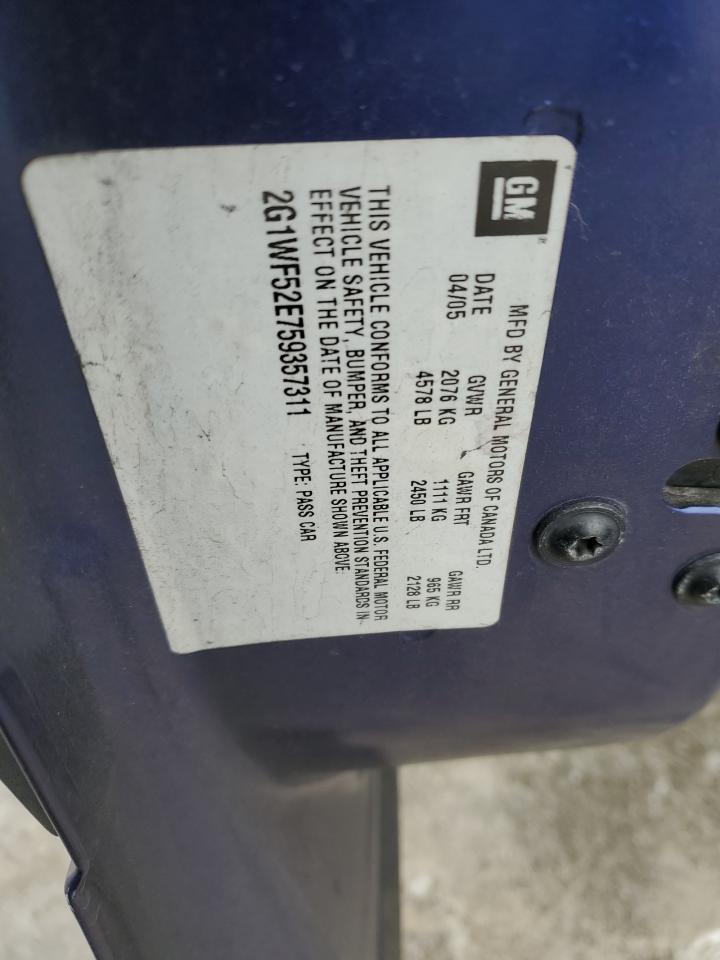 GM
MFD BY GENERAL MOTORS OF CANADA LTD.
DATE GVWR GAWR FRT GAWR RR
04/05 2076 KG 1111 KG 965 KG
4578 LB 2450 LB 2128 LB
THIS VEHICLE CONFORMS TO ALL APPLICABLE U.S. FEDERAL MOTOR
VEHICLE SAFETY, BUMPER, AND THEFT PREVENTION STANDARDS IN
EFFECT ON THE DATE OF MANUFACTURE SHOWN ABOVE.
2G1WF52E759357311 TYPE: PASS CAR